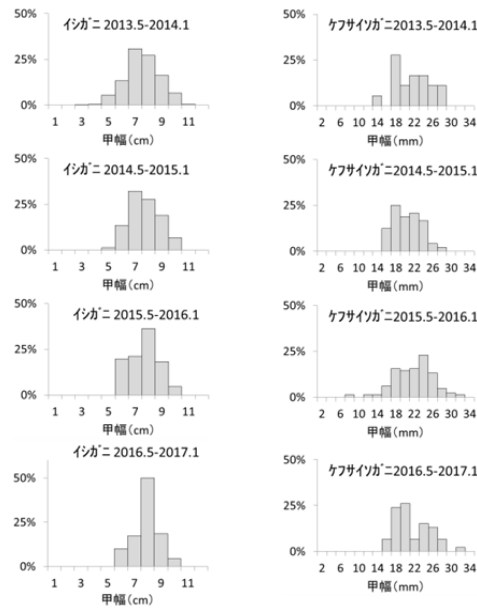 イシガニ 2013.5-2014.1
50%
25%
0%
1 3 5 7 9 11
甲幅(cm)
ケフサイソガニ2013.5-2014.1
50%
25%
0%
2 6 10 14 18 22 26 30 34
甲幅(mm)
イシガニ 2014.5-2015.1
50%
25%
0%
1 3 5 7 9 11
甲幅(cm)
ケフサイソガニ2014.5-2015.1
50%
25%
0%
2 6 10 14 18 22 26 30 34
甲幅(mm)
イシガニ 2015.5-2016.1
50%
25%
0%
1 3 5 7 9 11
甲幅(cm)
ケフサイソガニ2015.5-2016.1
50%
25%
0%
2 6 10 14 18 22 26 30 34
甲幅(mm)
イシガニ 2016.5-2017.1
50%
25%
0%
1 3 5 7 9 11
甲幅(cm)
ケフサイソガニ2016.5-2017.1
50%
25%
0%
2 6 10 14 18 22 26 30 34
甲幅(mm)